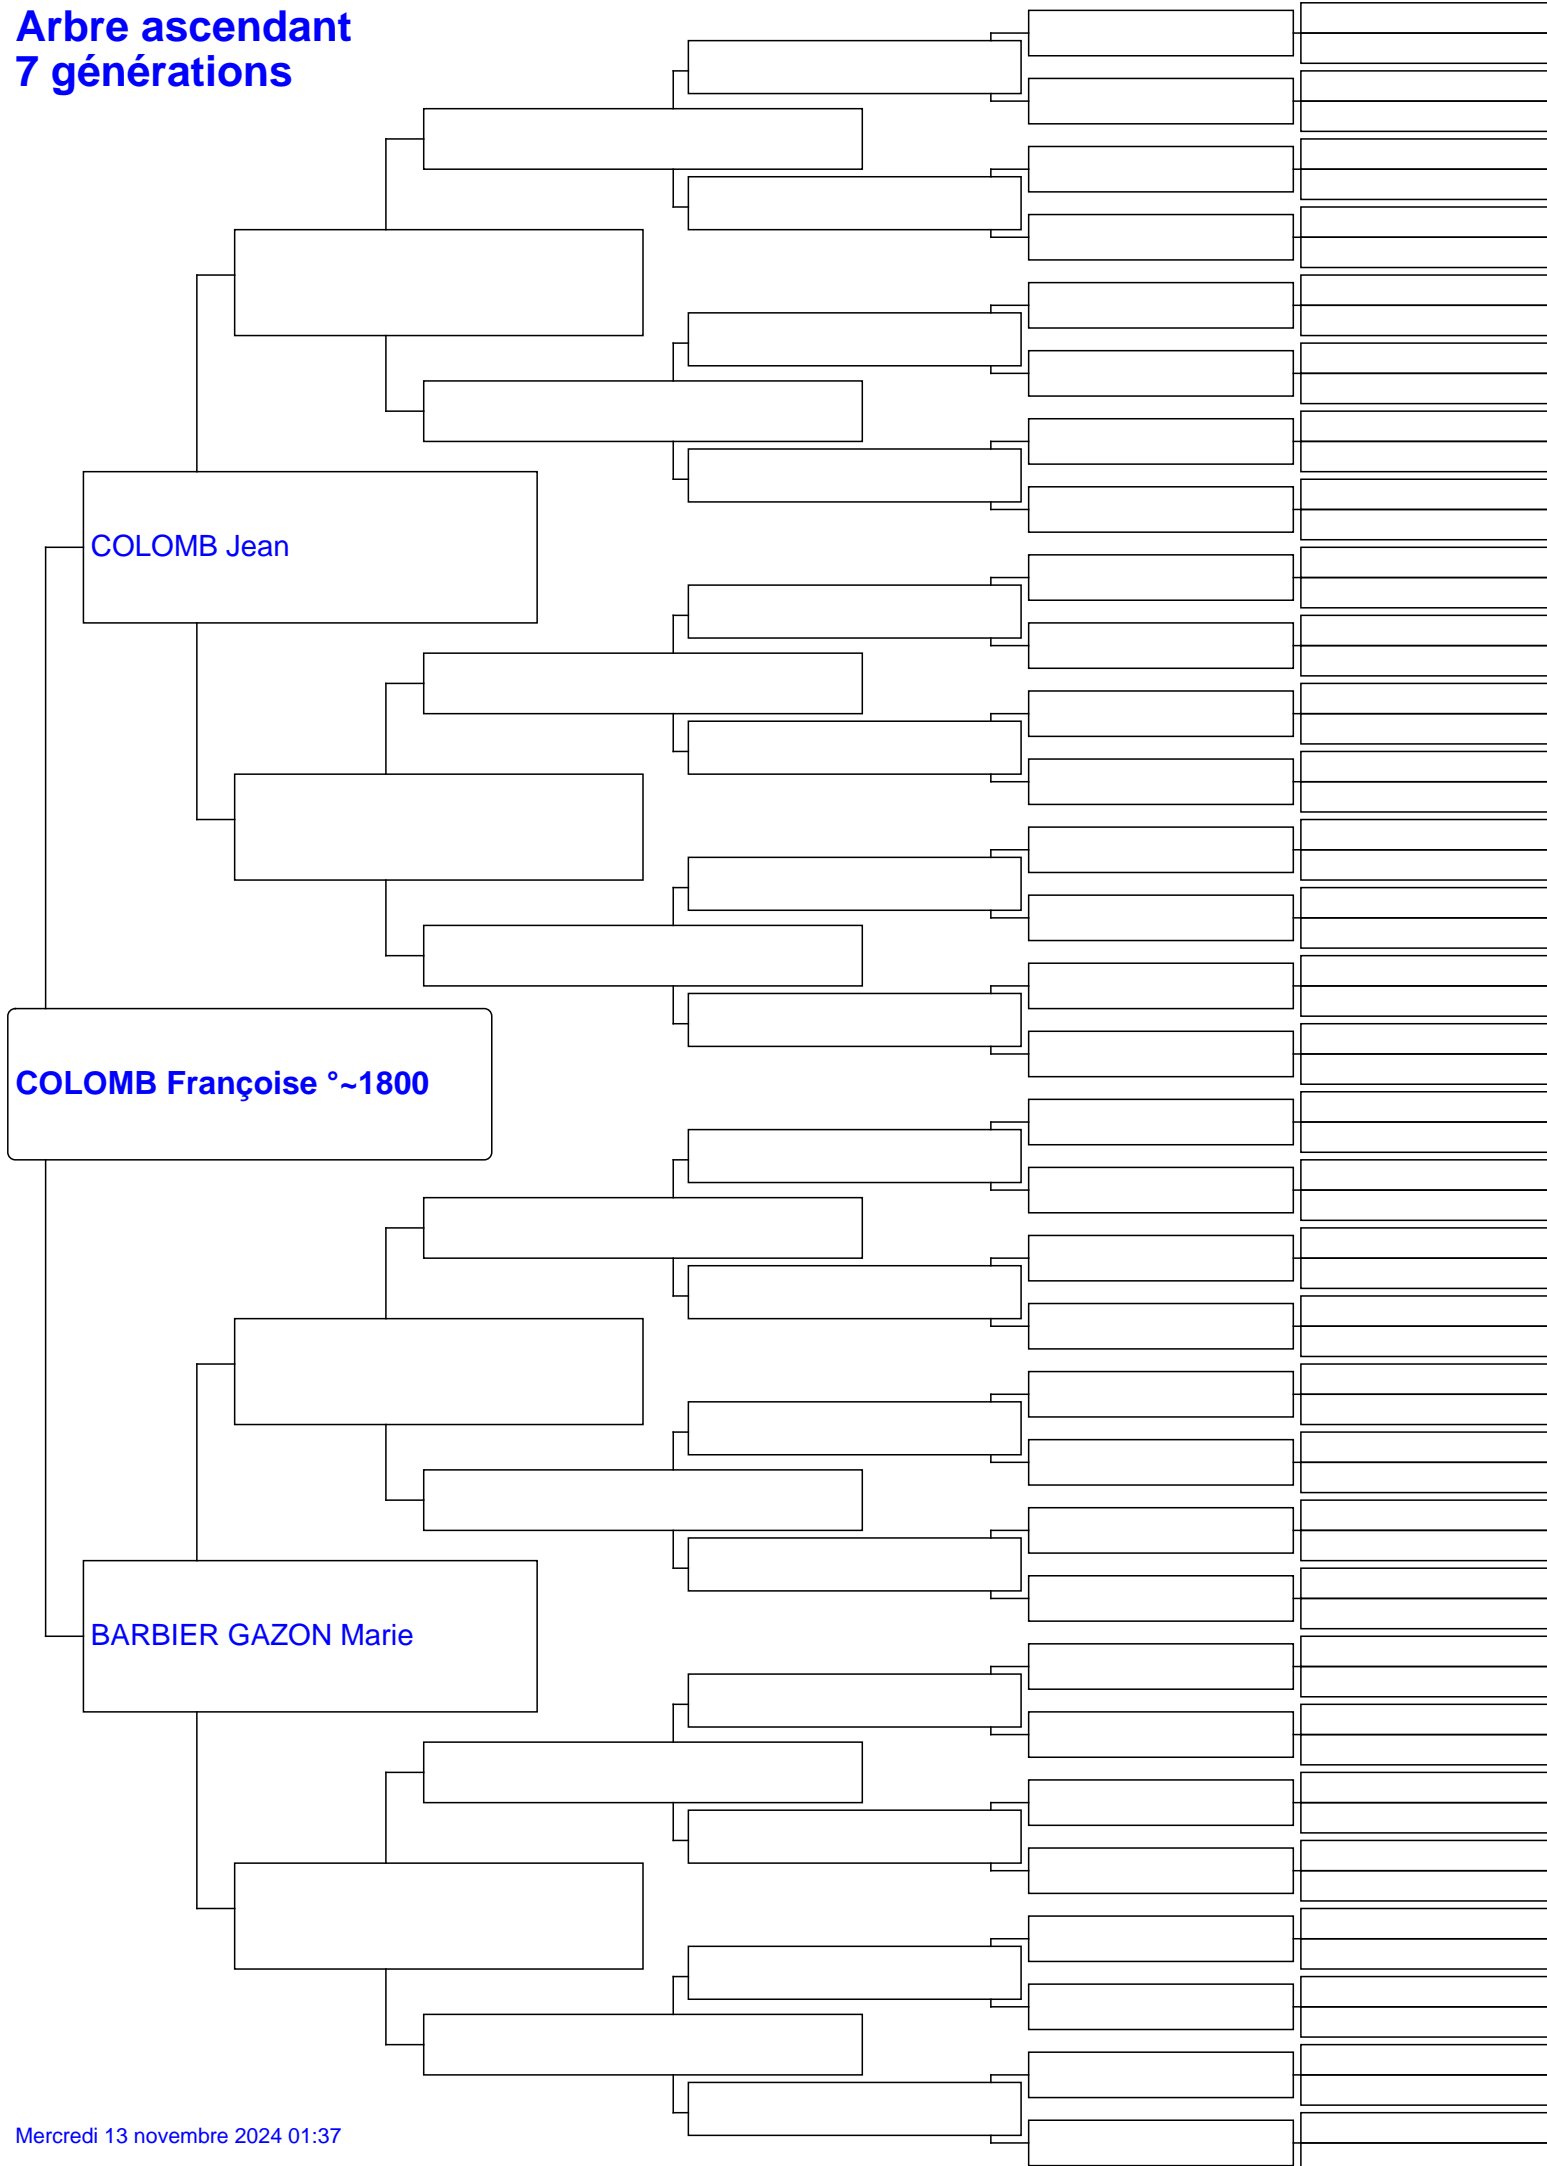 Arbre ascendant
7 générations
COLOMB Jean
COLOMB Françoise °~1800
BARBIER GAZON Marie
Mercredi 13 novembre 2024 01:37